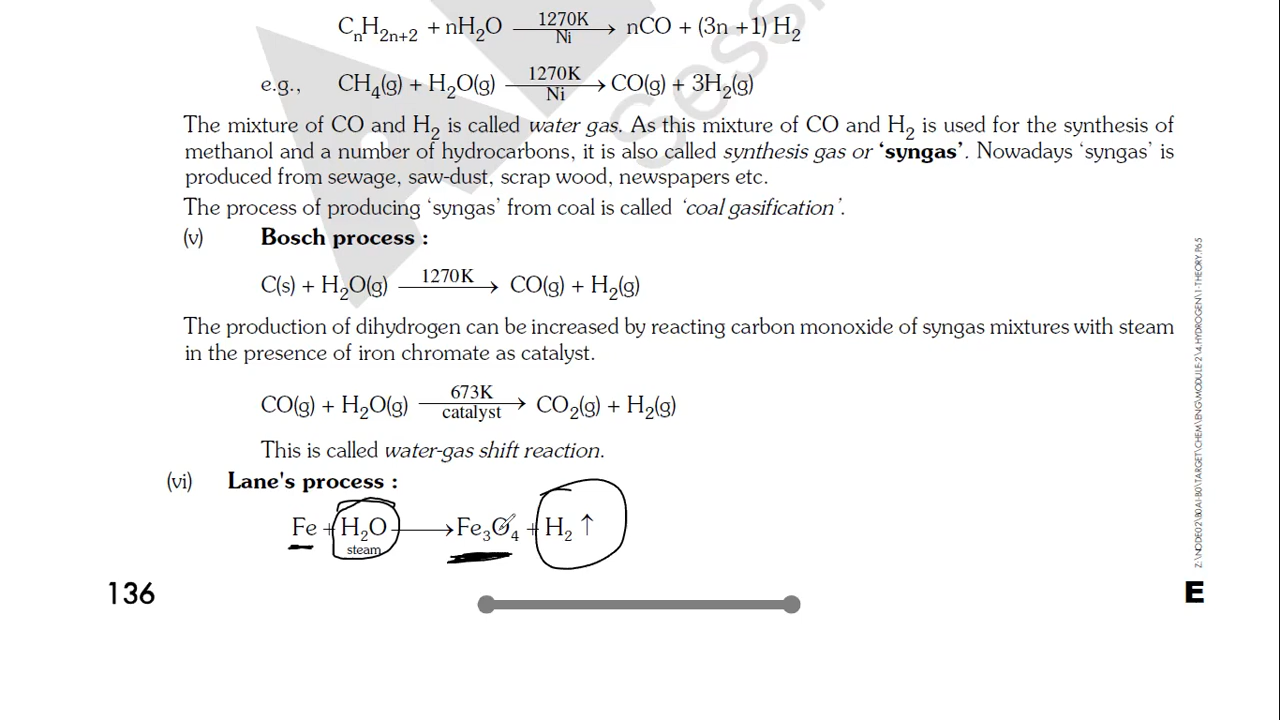 CₙH₂ₙ₊₂ + nH₂O 1270K/Ni → nCO + (3n +1) H₂
e.g., CH₄(g) + H₂O(g) 1270K/Ni → CO(g) + 3H₂(g)
The mixture of CO and H₂ is called water gas. As this mixture of CO and H₂ is used for the synthesis of
methanol and a number of hydrocarbons, it is also called synthesis gas or ‘syngas’. Nowadays ‘syngas’ is
produced from sewage, saw-dust, scrap wood, newspapers etc.
The process of producing ‘syngas’ from coal is called ‘coal gasification’.
(v) Bosch process :
C(s) + H₂O(g) 1270K → CO(g) + H₂(g)
The production of dihydrogen can be increased by reacting carbon monoxide of syngas mixtures with steam
in the presence of iron chromate as catalyst.
CO(g) + H₂O(g) 673K/catalyst → CO₂(g) + H₂(g)
This is called water-gas shift reaction.
(vi) Lane's process :
Fe + H₂O → Fe₃O₄ + H₂ ↑
steam
136
E